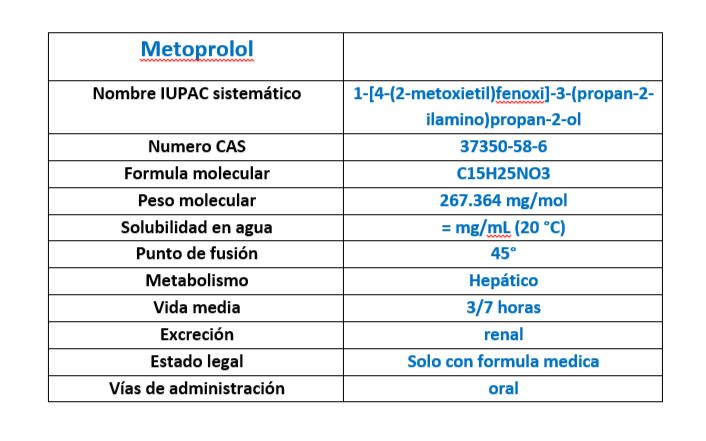 Metoprolol
Nombre IUPAC sistemático 1-[4-(2-metoxietil)fenoxi]-3-(propan-2-
ilamino)propan-2-ol
Numero CAS 37350-58-6
Formula molecular C15H25NO3
Peso molecular 267.364 mg/mol
Solubilidad en agua = mg/mL (20 °C)
Punto de fusión 45°
Metabolismo Hepático
Vida media 3/7 horas
Excreción renal
Estado legal Solo con formula medica
Vías de administración oral